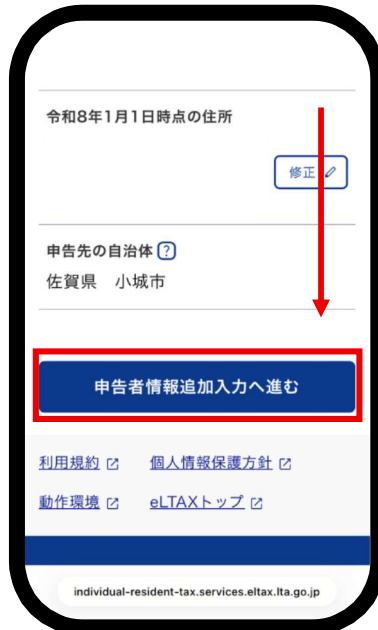 令和8年1月1日時点の住所
修正
申告先の自治体 ?
佐賀県　小城市
申告者情報追加入力へ進む
利用規約　個人情報保護方針
動作環境　eLTAXトップ
individual-resident-tax.services.eltax.lta.go.jp